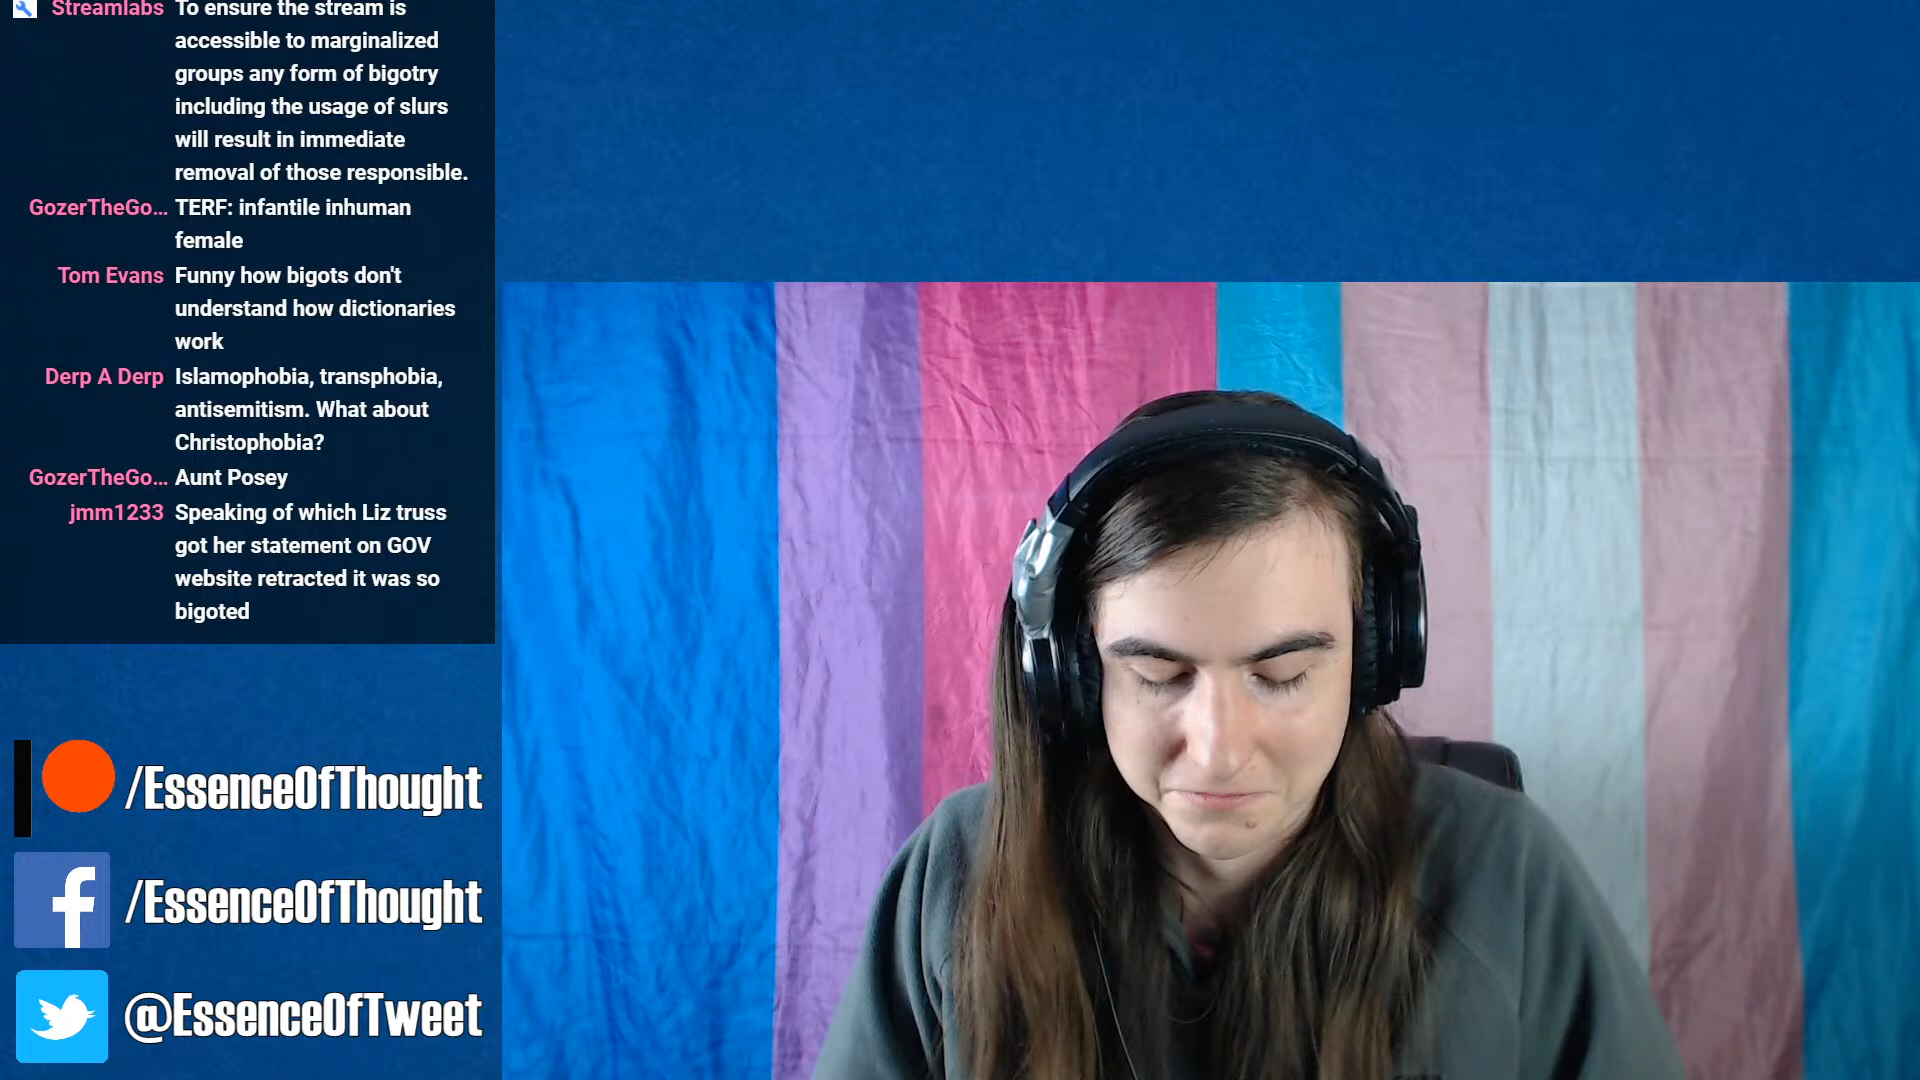 Streamlabs To ensure the stream is
accessible to marginalized
groups any form of bigotry
including the usage of slurs
will result in immediate
removal of those responsible.
GozerTheGo... TERF: infantile inhuman
female
Tom Evans Funny how bigots don't
understand how dictionaries
work
Derp A Derp Islamophobia, transphobia,
antisemitism. What about
Christophobia?
GozerTheGo... Aunt Posey
jmm1233 Speaking of which Liz truss
got her statement on GOV
website retracted it was so
bigoted
/EssenceOfThought
/EssenceOfThought
@EssenceOfTweet